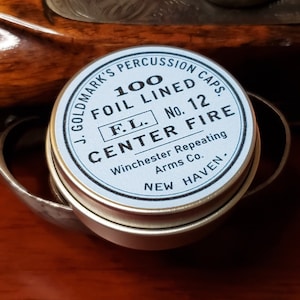 J. GOLDMARK'S PERCUSSION CAPS.
100
FOIL LINED
F.L. No. 12
CENTER FIRE
Winchester Repeating
Arms Co.
NEW HAVEN.